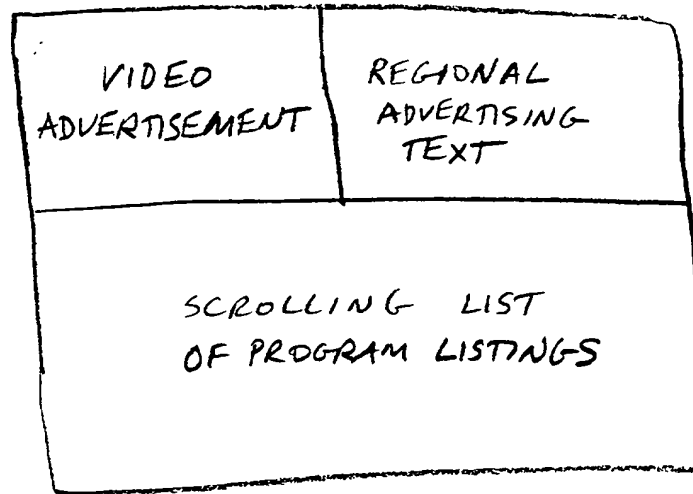 VIDEO
ADVERTISEMENT
REGIONAL
ADVERTISING
TEXT
SCROLLING LIST
OF PROGRAM LISTINGS